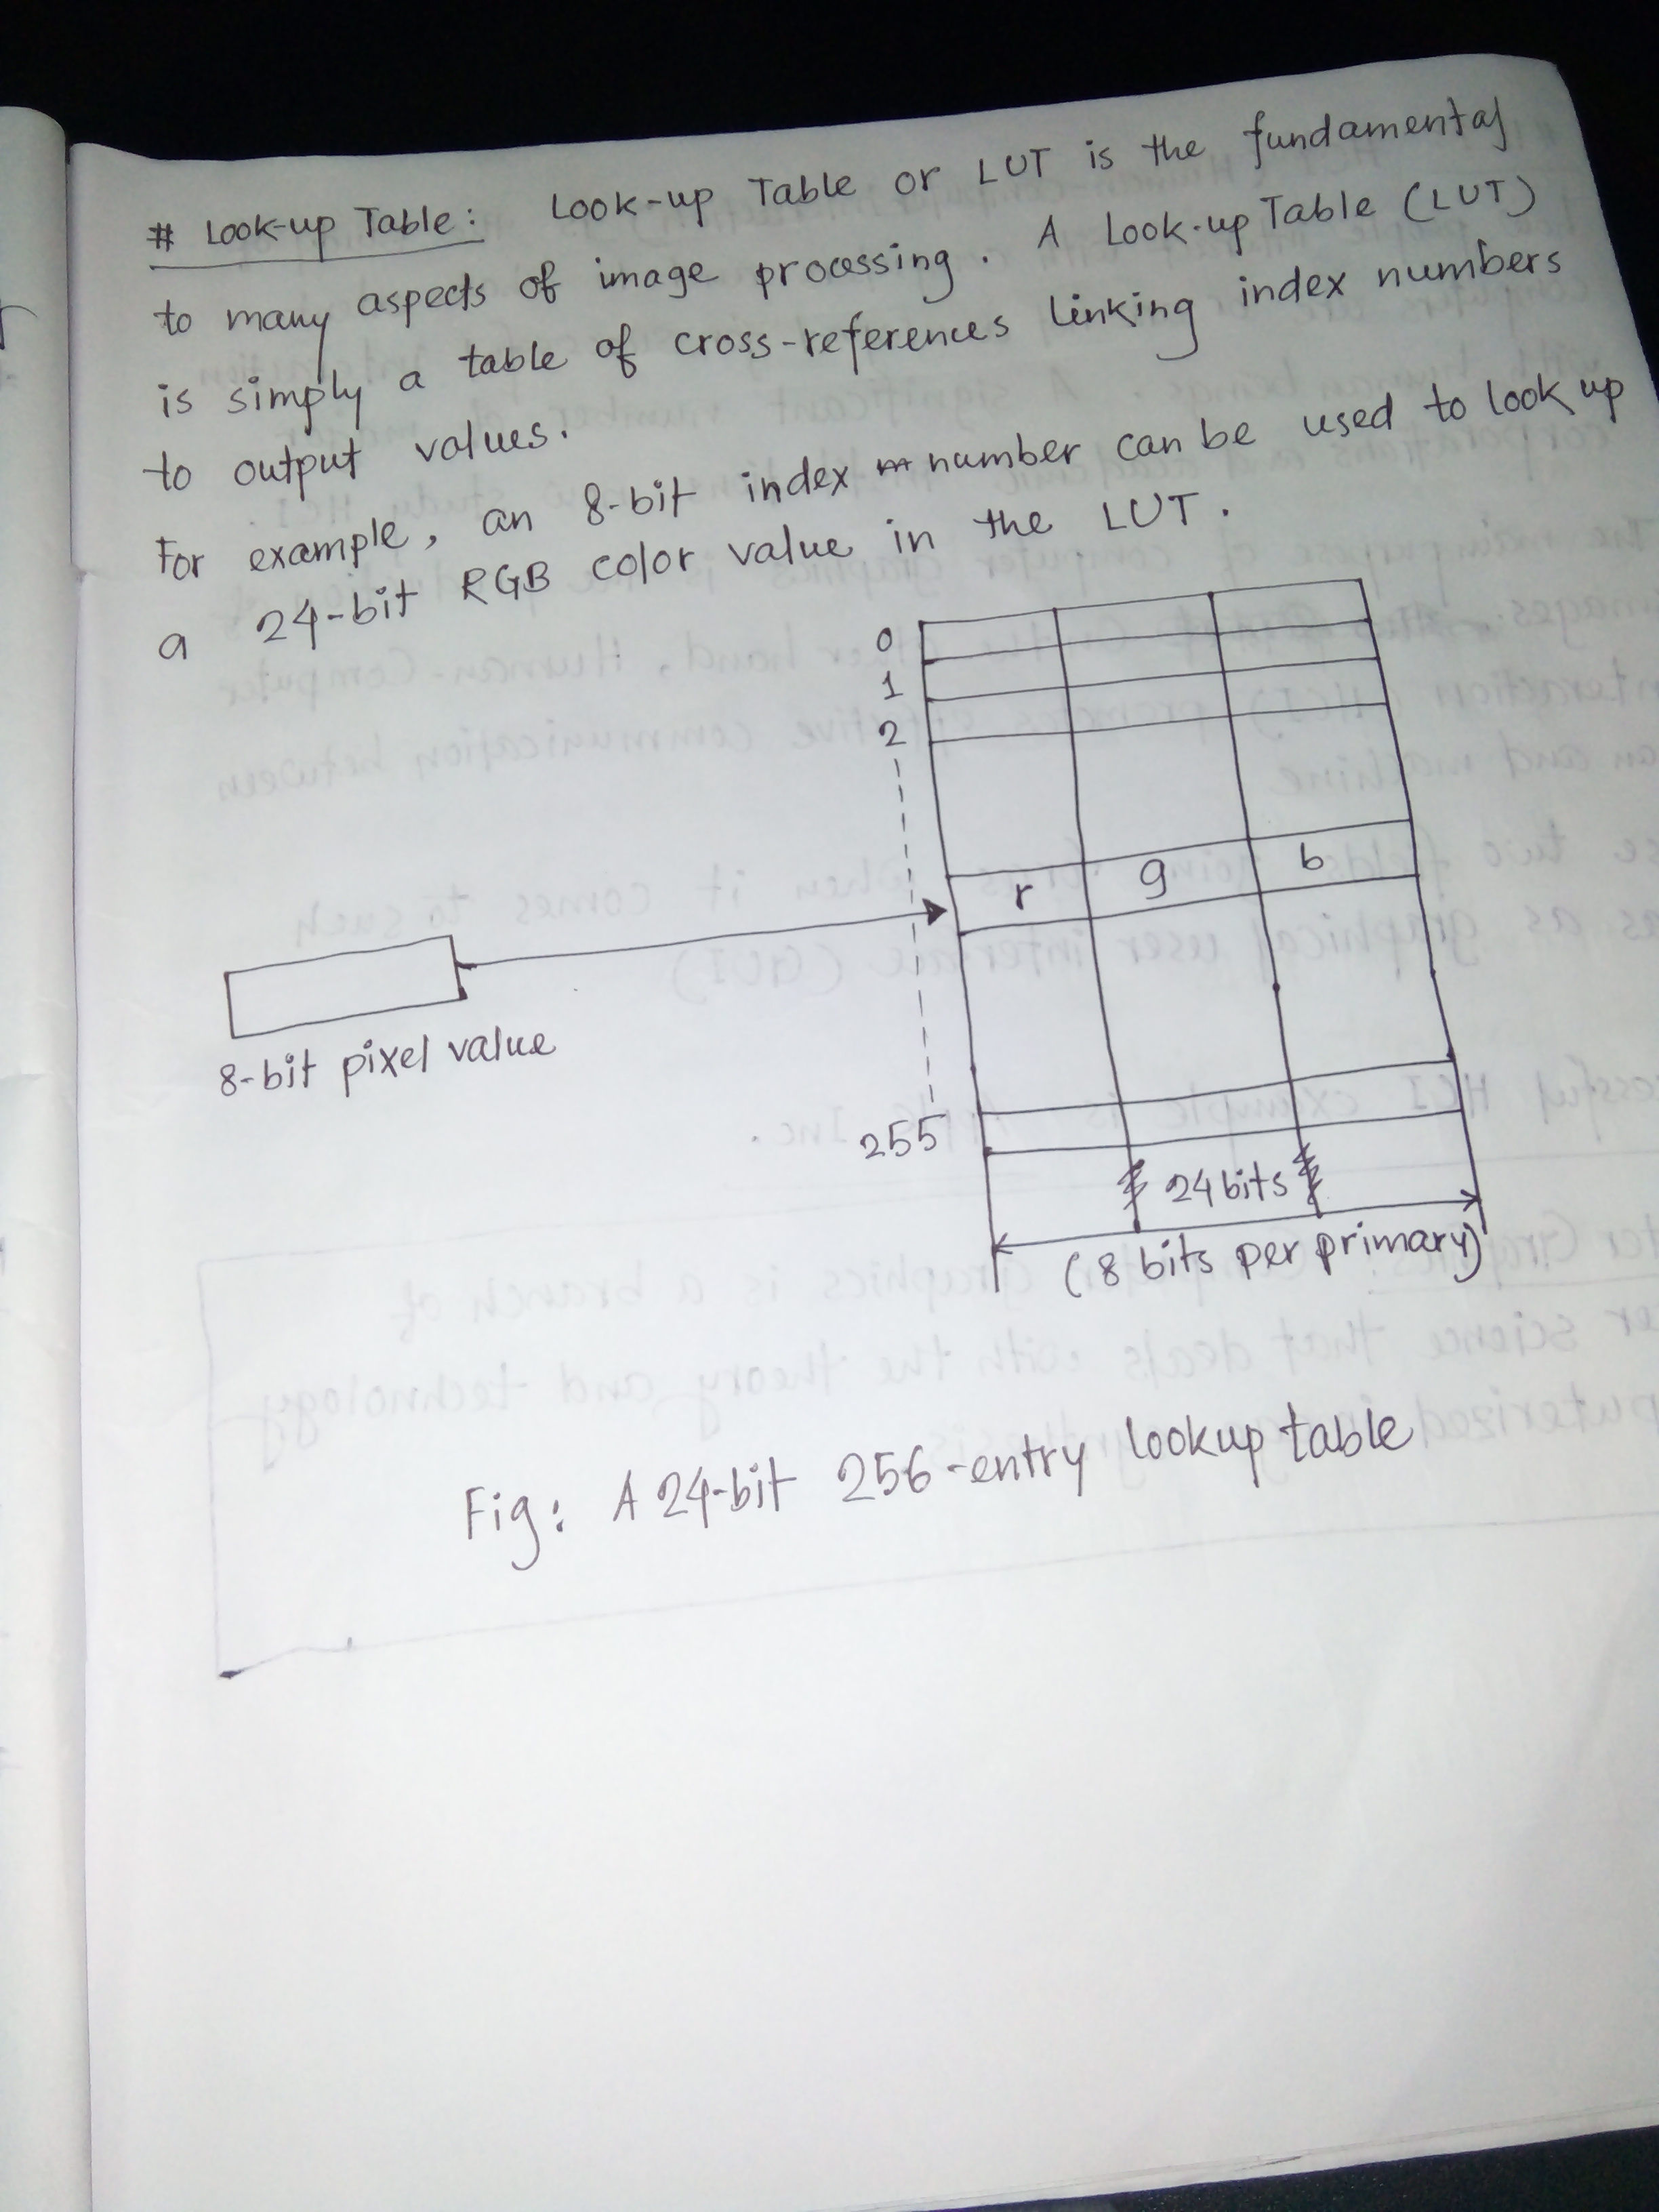 # Look-up Table: Look-up Table or LUT is the fundamental
to many aspects of image processing. A Look-up Table (LUT)
is simply a table of cross-references linking index numbers
to output values.
For example, an 8-bit index number can be used to look up
a 24-bit RGB color value in the LUT.
0
1
2
r g b
8-bit pixel value
255
24 bits
(8 bits per primary)
Fig: A 24-bit 256-entry lookup table